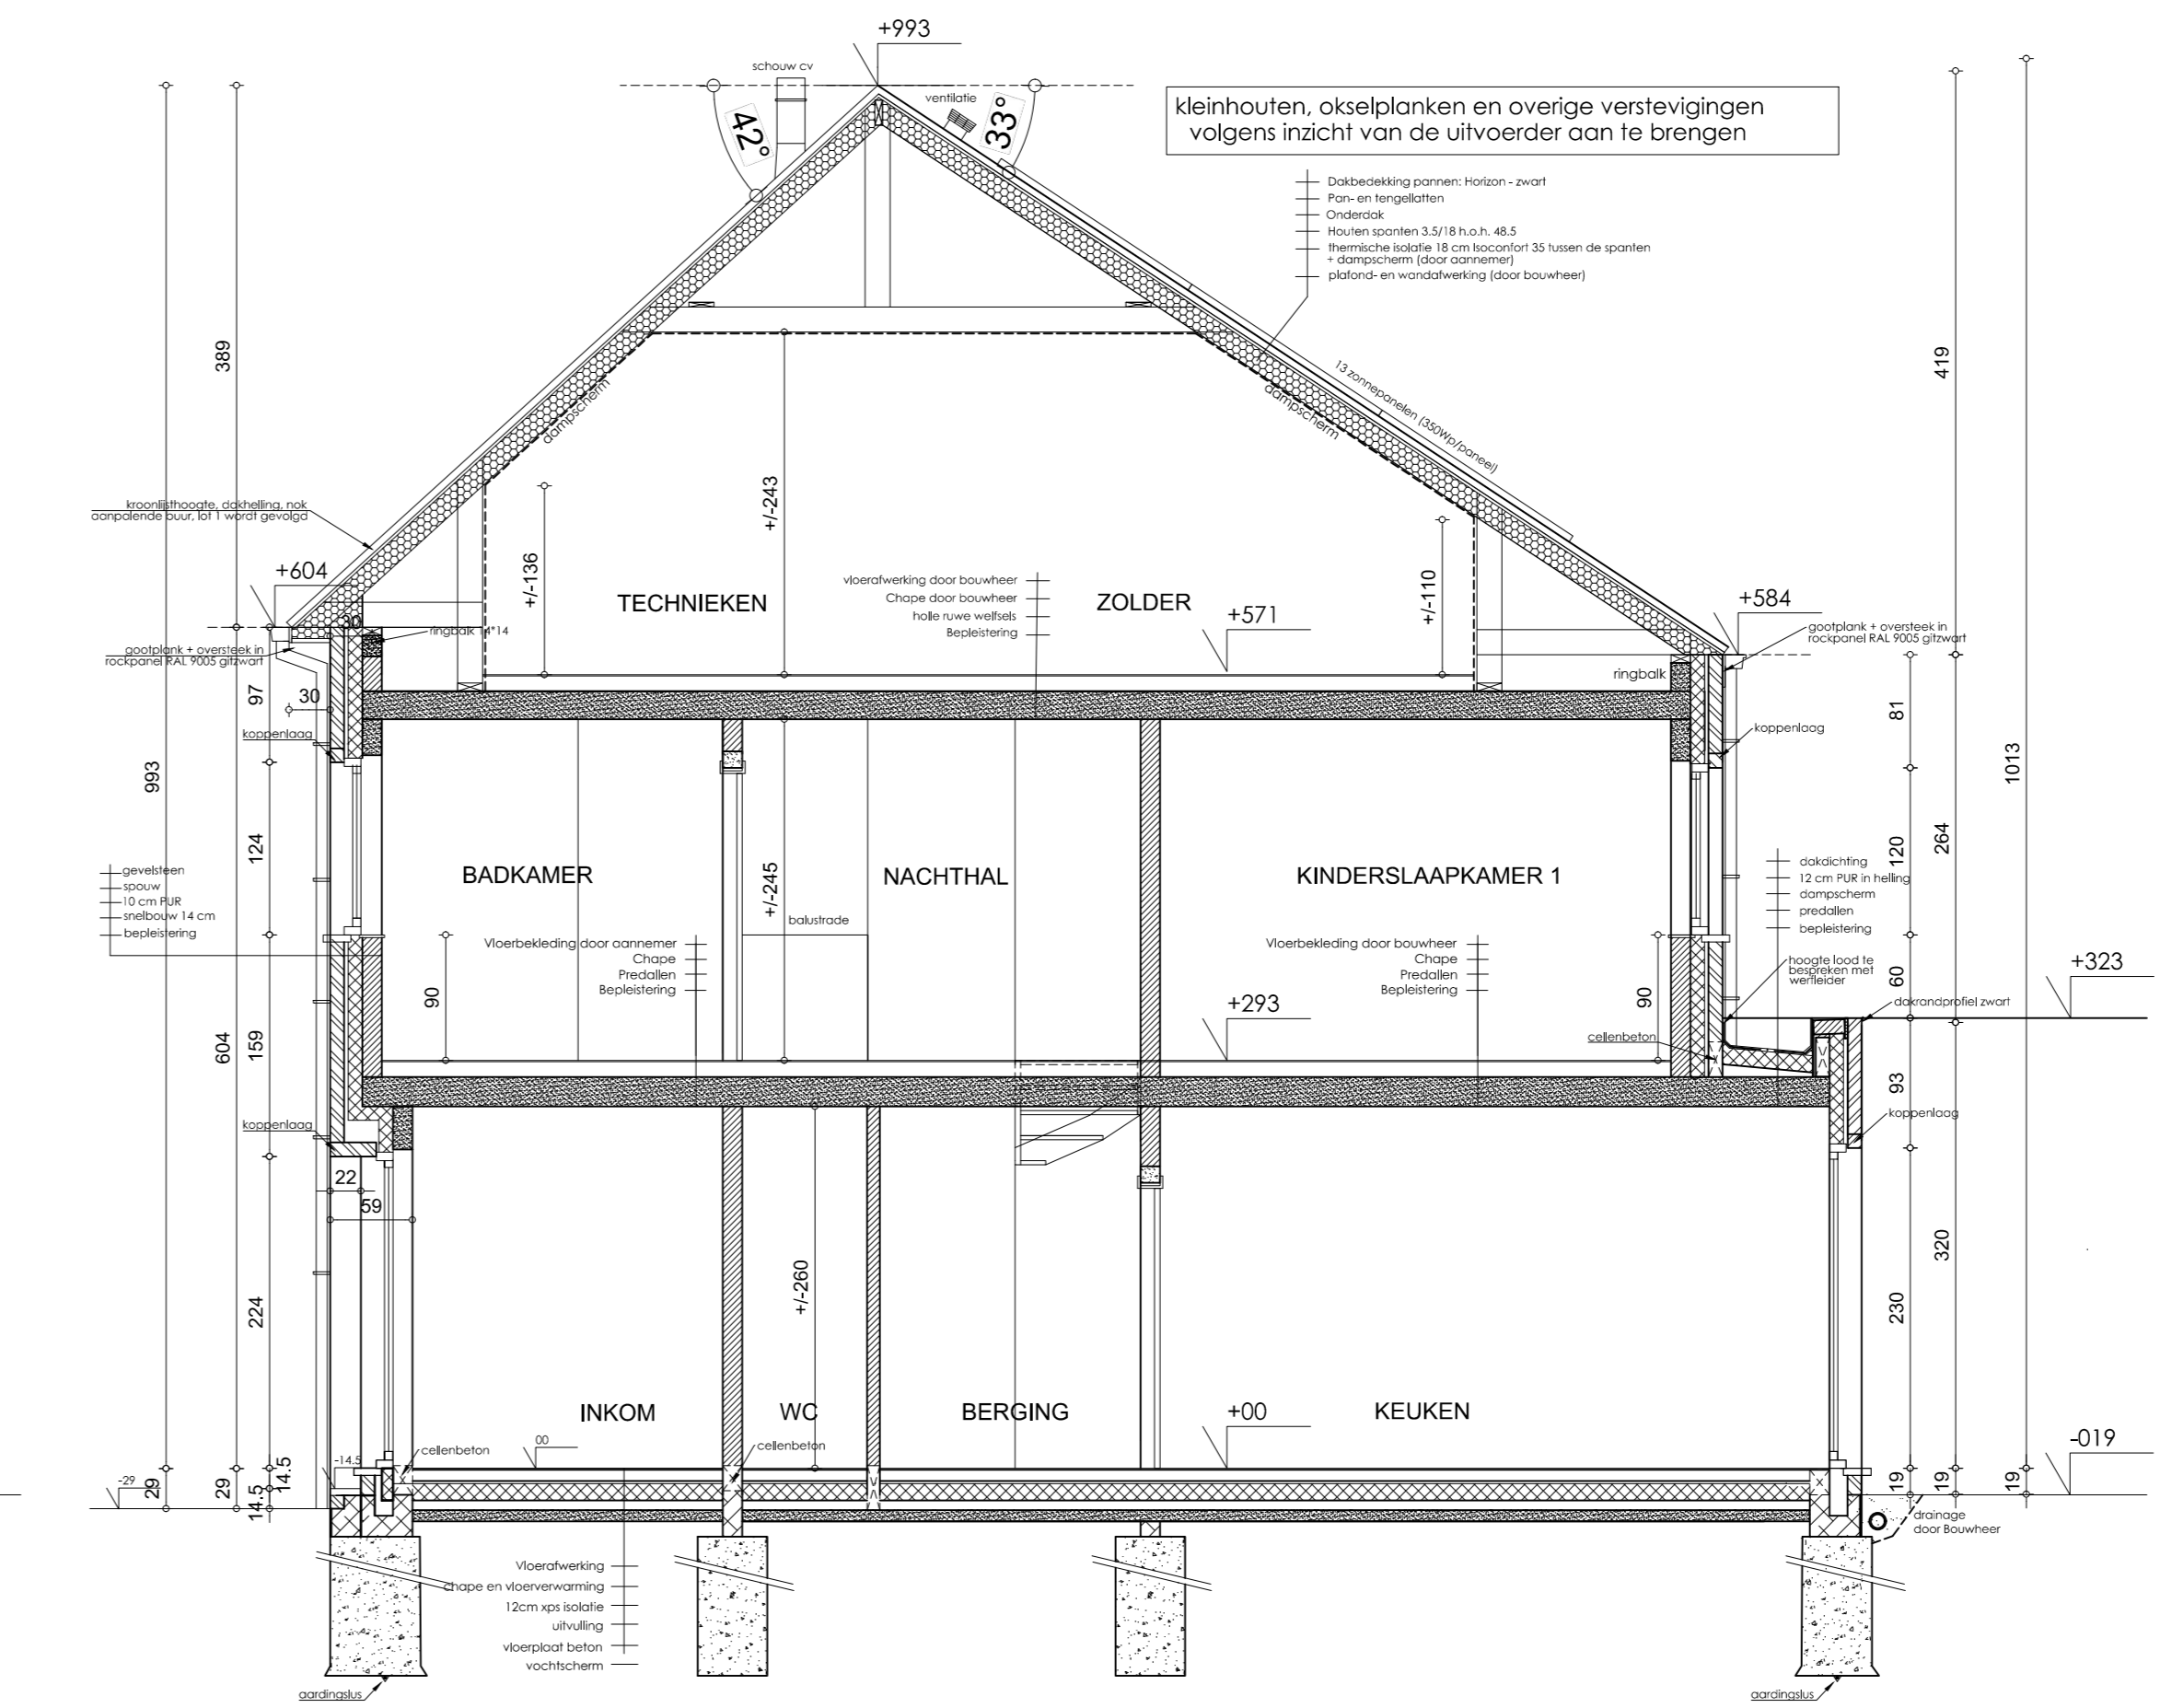 +993
schouw cv
ventilatie
42°
33°
kleinhouten, okselplanken en overige verstevigingen
volgens inzicht van de uitvoerder aan te brengen
Dakbedekking pannen: Horizon - zwart
Pan- en tengellatten
Onderdak
Houten spanten 3.5/18 h.o.h. 48.5
thermische isolatie 18 cm Isoconfort 35 tussen de spanten
+ dampscherm (door aannemer)
plafond- en wandafwerking (door bouwheer)
389
419
13 zonnepanelen (350Wp/paneel)
dampscherm
dampscherm
+/-243
kroonlijsthoogte, dakhelling, nok
aanpalende buur, lot 1 wordt gevolgd
+604
+/-136
TECHNIEKEN
vloerafwerking door bouwheer
Chape door bouwheer
holle ruwe welfsels
Bepleistering
ZOLDER
+571
+/-110
+584
30
ringbalk 14*14
gootplank + oversteek in
rockpanel RAL 9005 gitzwart
gootplank + oversteek in
rockpanel RAL 9005 gitzwart
ringbalk
97
30
koppenlaag
81
koppenlaag
993
1013
124
120
264
gevelsteen
spouw
10 cm PUR
snelbouw 14 cm
bepleistering
BADKAMER
+/-245
NACHTHAL
KINDERSLAAPKAMER 1
balustrade
dakdichting
12 cm PUR in helling
dampscherm
predallen
bepleistering
Vloerbekleding door aannemer
Chape
Predallen
Bepleistering
Vloerbekleding door bouwheer
Chape
Predallen
Bepleistering
90
90
hoogte lood te
bespreken met
werfleider
60
+323
dakrandprofiel zwart
+293
cellenbeton
604
159
93
koppenlaag
koppenlaag
22
59
+/-260
320
224
230
INKOM
WC
BERGING
+00
KEUKEN
-019
00
cellenbeton
cellenbeton
-14.5
-29
29
29
14.5
14.5
19
19
19
drainage
door Bouwheer
Vloerafwerking
chape en vloerverwarming
12cm xps isolatie
uitvulling
vloerplaat beton
vochtscherm
aardingslus
aardingslus